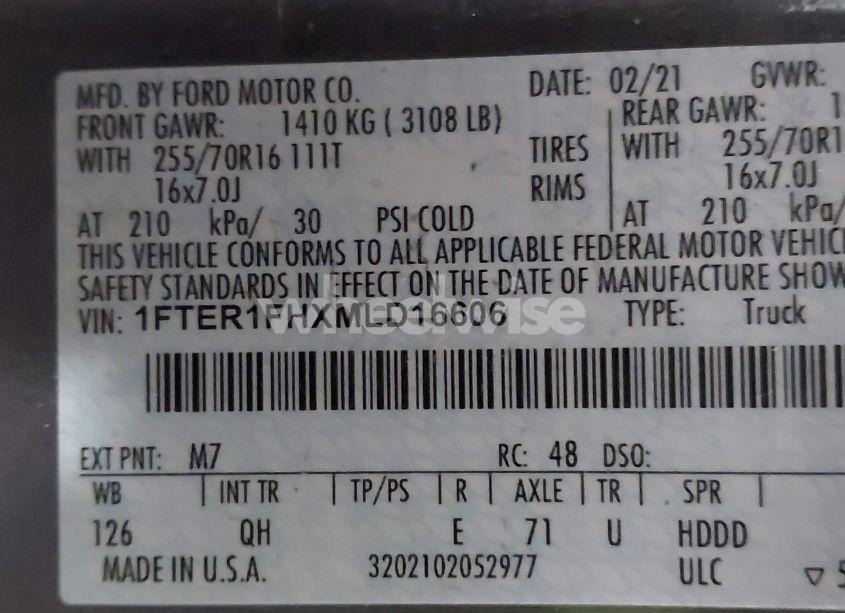 MFD. BY FORD MOTOR CO. DATE: 02/21 GVWR:
FRONT GAWR: 1410 KG ( 3108 LB) REAR GAWR:
WITH 255/70R16 111T TIRES WITH 255/70R1
16x7.0J RIMS 16x7.0J
AT 210 kPa/ 30 PSI COLD AT 210 kPa/
THIS VEHICLE CONFORMS TO ALL APPLICABLE FEDERAL MOTOR VEHICL
SAFETY STANDARDS IN EFFECT ON THE DATE OF MANUFACTURE SHOW
wheelwise
VIN: 1FTER1FHXMLD16606 TYPE: Truck
EXT PNT: M7 RC: 48 DSO:
WB INT TR TP/PS R AXLE TR SPR
126 QH E 71 U HDDD
MADE IN U.S.A. 3202102052977 ULC